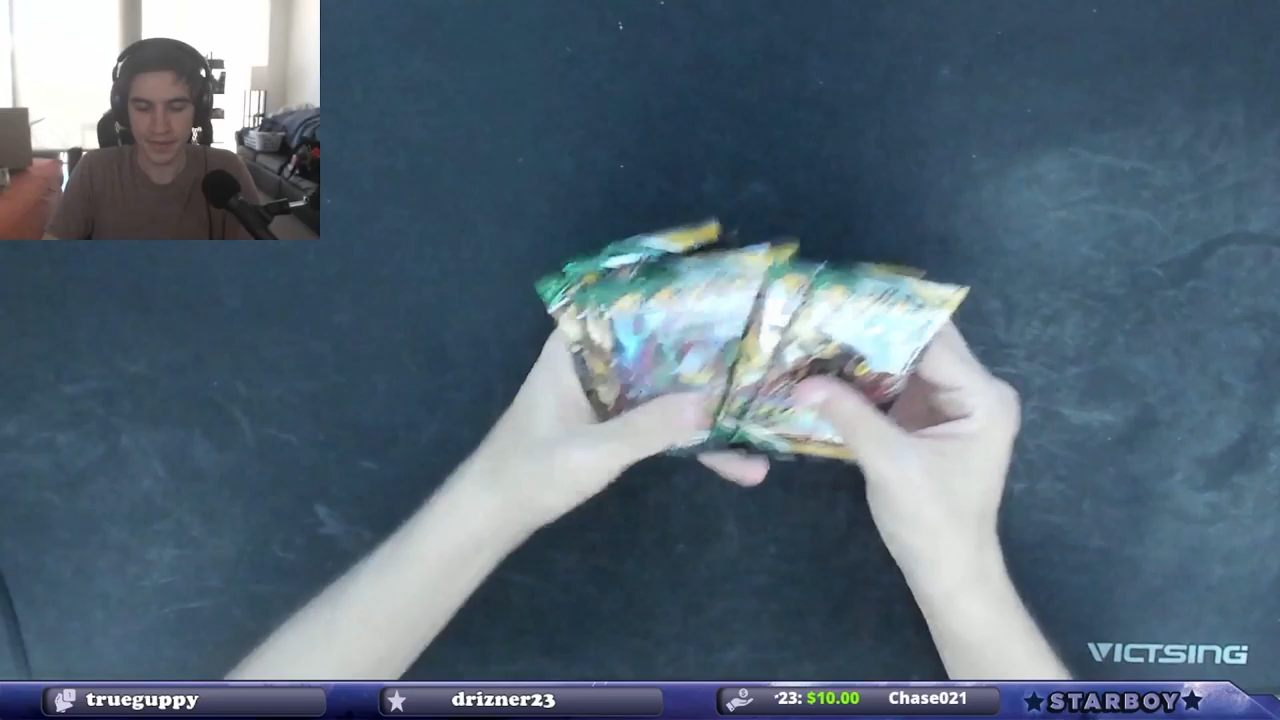 VICTSING
trueguppy
drizner23
'23: $10.00 Chase021
STARBOY